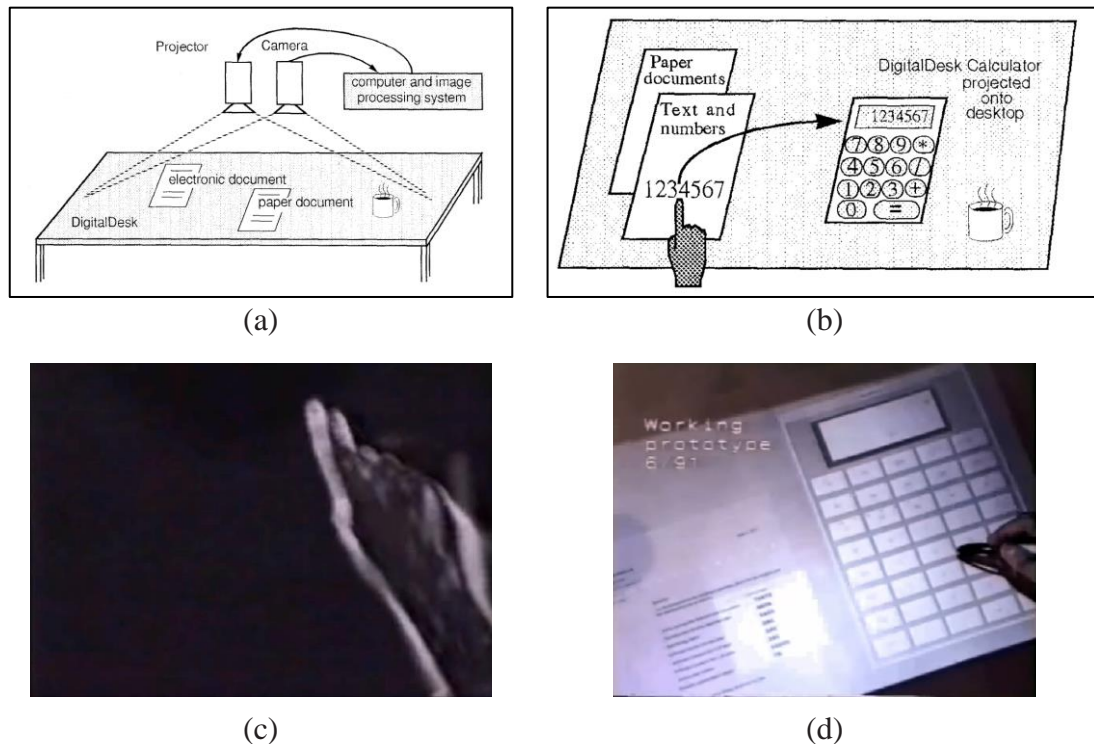 Projector
Camera
computer and image
processing system
electronic document
paper document
DigitalDesk
(a)
Paper
documents
Text and
numbers
1234567
DigitalDesk Calculator
projected
onto
desktop
1234567
7 8 9 *
4 5 6 /
1 2 3 +
0 =
(b)
(c)
Working
prototype
6/91
(d)